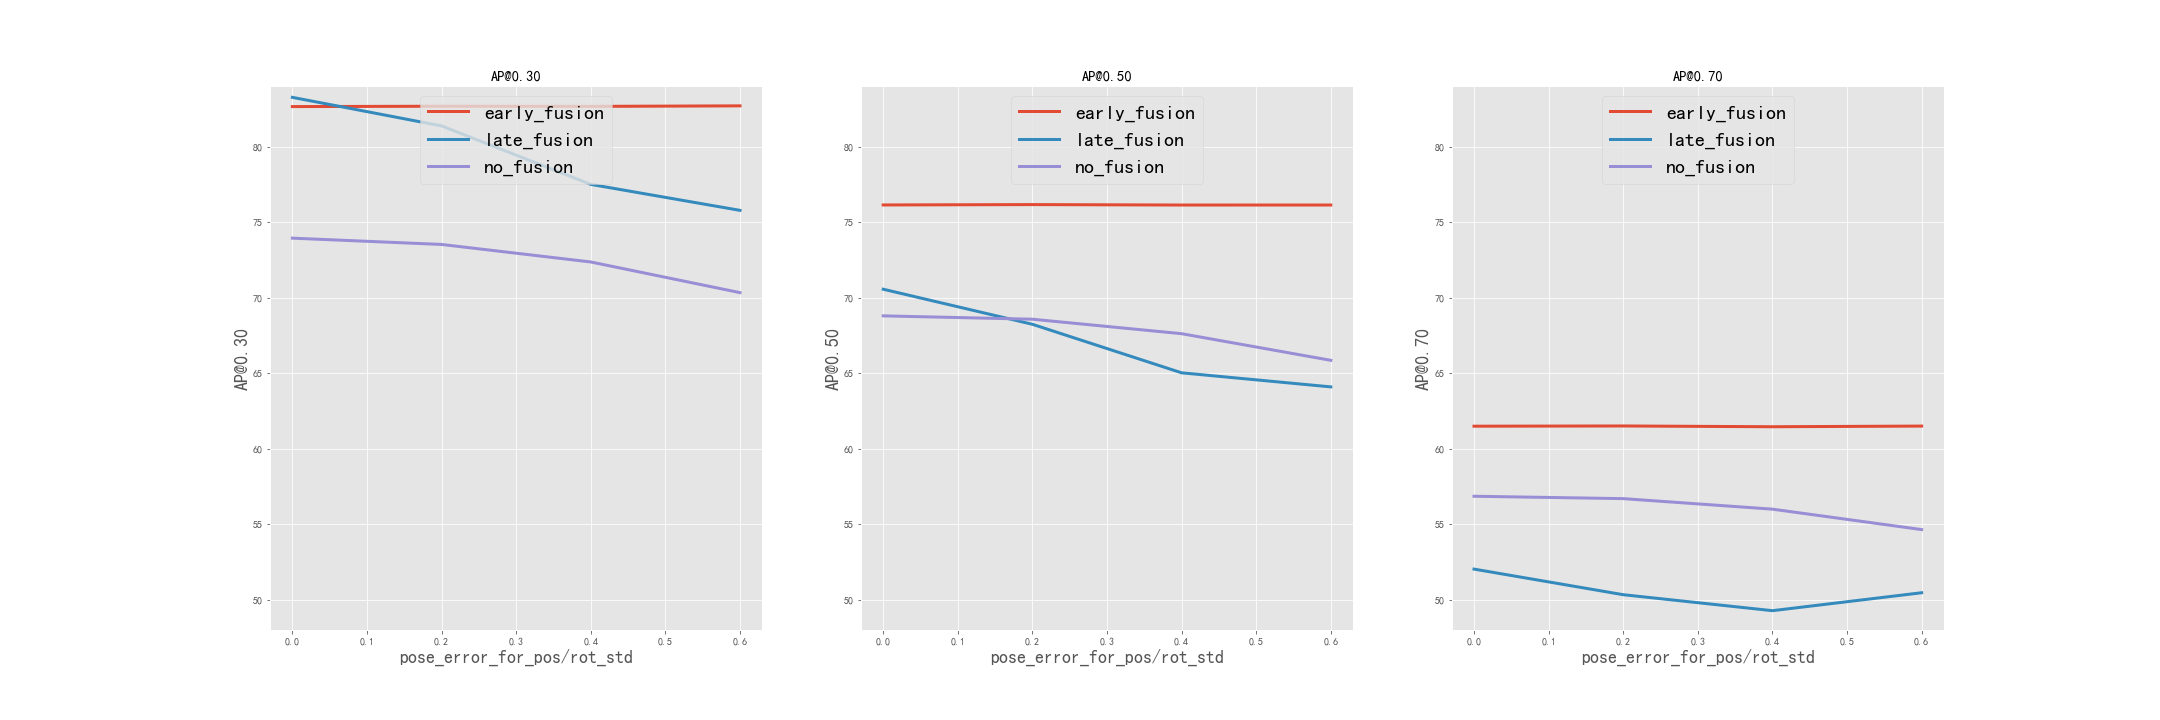 AP@0.30
early_fusion
late_fusion
no_fusion
80
75
70
65
60
55
50
AP@0.30
0.0 0.1 0.2 0.3 0.4 0.5 0.6
pose_error_for_pos/rot_std
AP@0.50
early_fusion
late_fusion
no_fusion
80
75
70
65
60
55
50
AP@0.50
0.0 0.1 0.2 0.3 0.4 0.5 0.6
pose_error_for_pos/rot_std
AP@0.70
early_fusion
late_fusion
no_fusion
80
75
70
65
60
55
50
AP@0.70
0.0 0.1 0.2 0.3 0.4 0.5 0.6
pose_error_for_pos/rot_std